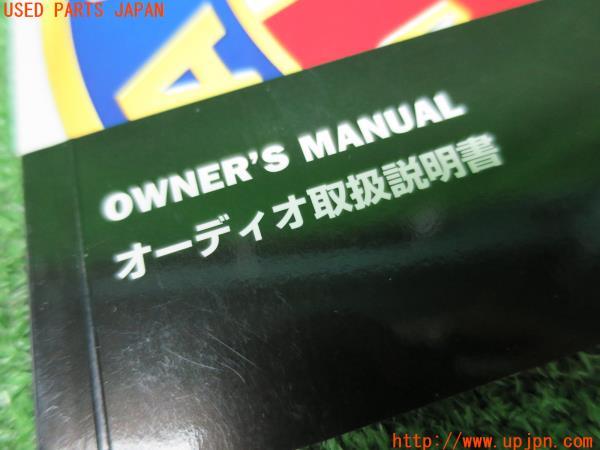 USED PARTS JAPAN
A
OWNER'S MANUAL
オーディオ取扱説明書
http://www.upjpn.com